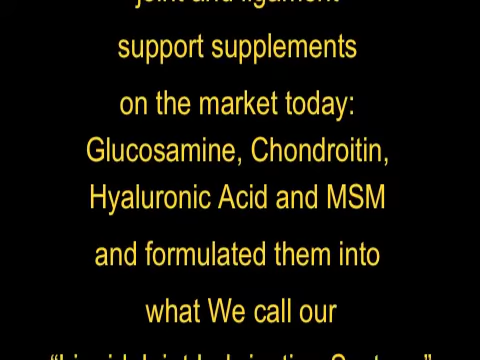 joint and ligament
support supplements
on the market today:
Glucosamine, Chondroitin,
Hyaluronic Acid and MSM
and formulated them into
what We call our
“Liquid Joint Lubrication System”